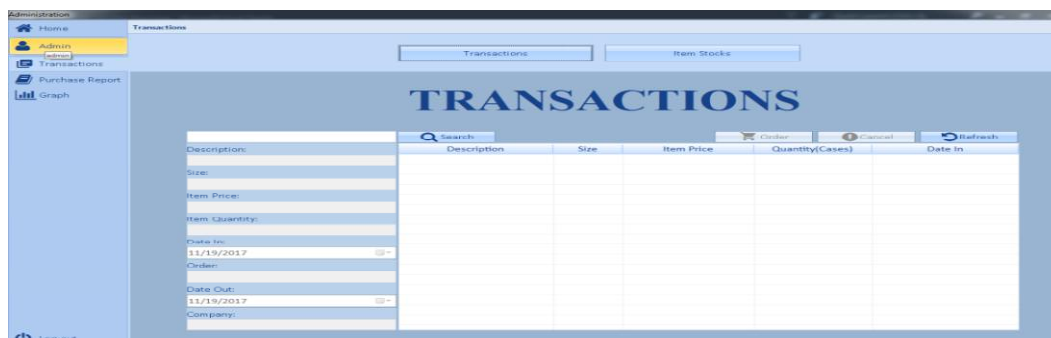 Administration
Home
Admin
admin
Transactions
Purchase Report
Graph
Transactions
Transactions
Item Stocks
TRANSACTIONS
Search
Order
Cancel
Refresh
Description:
Size:
Item Price:
Item Quantity:
Date In:
11/19/2017
Order:
Date Out:
11/19/2017
Company:
Description Size Item Price Quantity(Cases) Date In